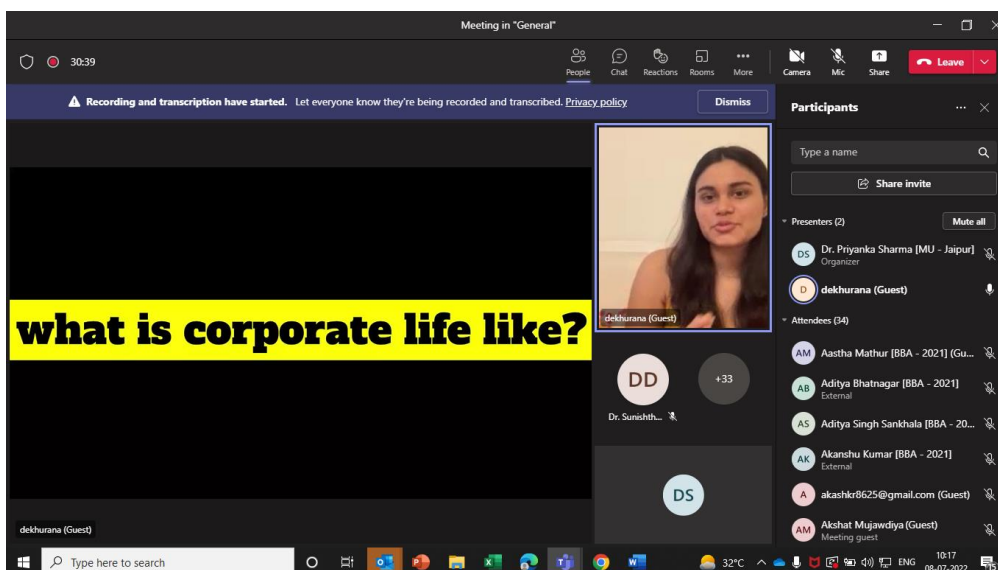 Meeting in "General"
30:39
People
Chat
Reactions
Rooms
More
Camera
Mic
Share
Leave
Recording and transcription have started. Let everyone know they're being recorded and transcribed. Privacy policy
Dismiss
what is corporate life like?
dekhurana (Guest)
dekhurana (Guest)
DD
Dr. Sunishth...
+33
DS
Participants
Type a name
Share invite
Presenters (2)
Mute all
DS
Dr. Priyanka Sharma [MU - Jaipur]
Organizer
D
dekhurana (Guest)
Attendees (34)
AM
Aastha Mathur [BBA - 2021] (Gu...
AB
Aditya Bhatnagar [BBA - 2021]
External
AS
Aditya Singh Sankhala [BBA - 20...
AK
Akanshu Kumar [BBA - 2021]
External
A
akashkr8625@gmail.com (Guest)
AM
Akshat Mujawdiya (Guest)
Meeting guest
Type here to search
32°C
ENG
10:17
08-07-2022
15